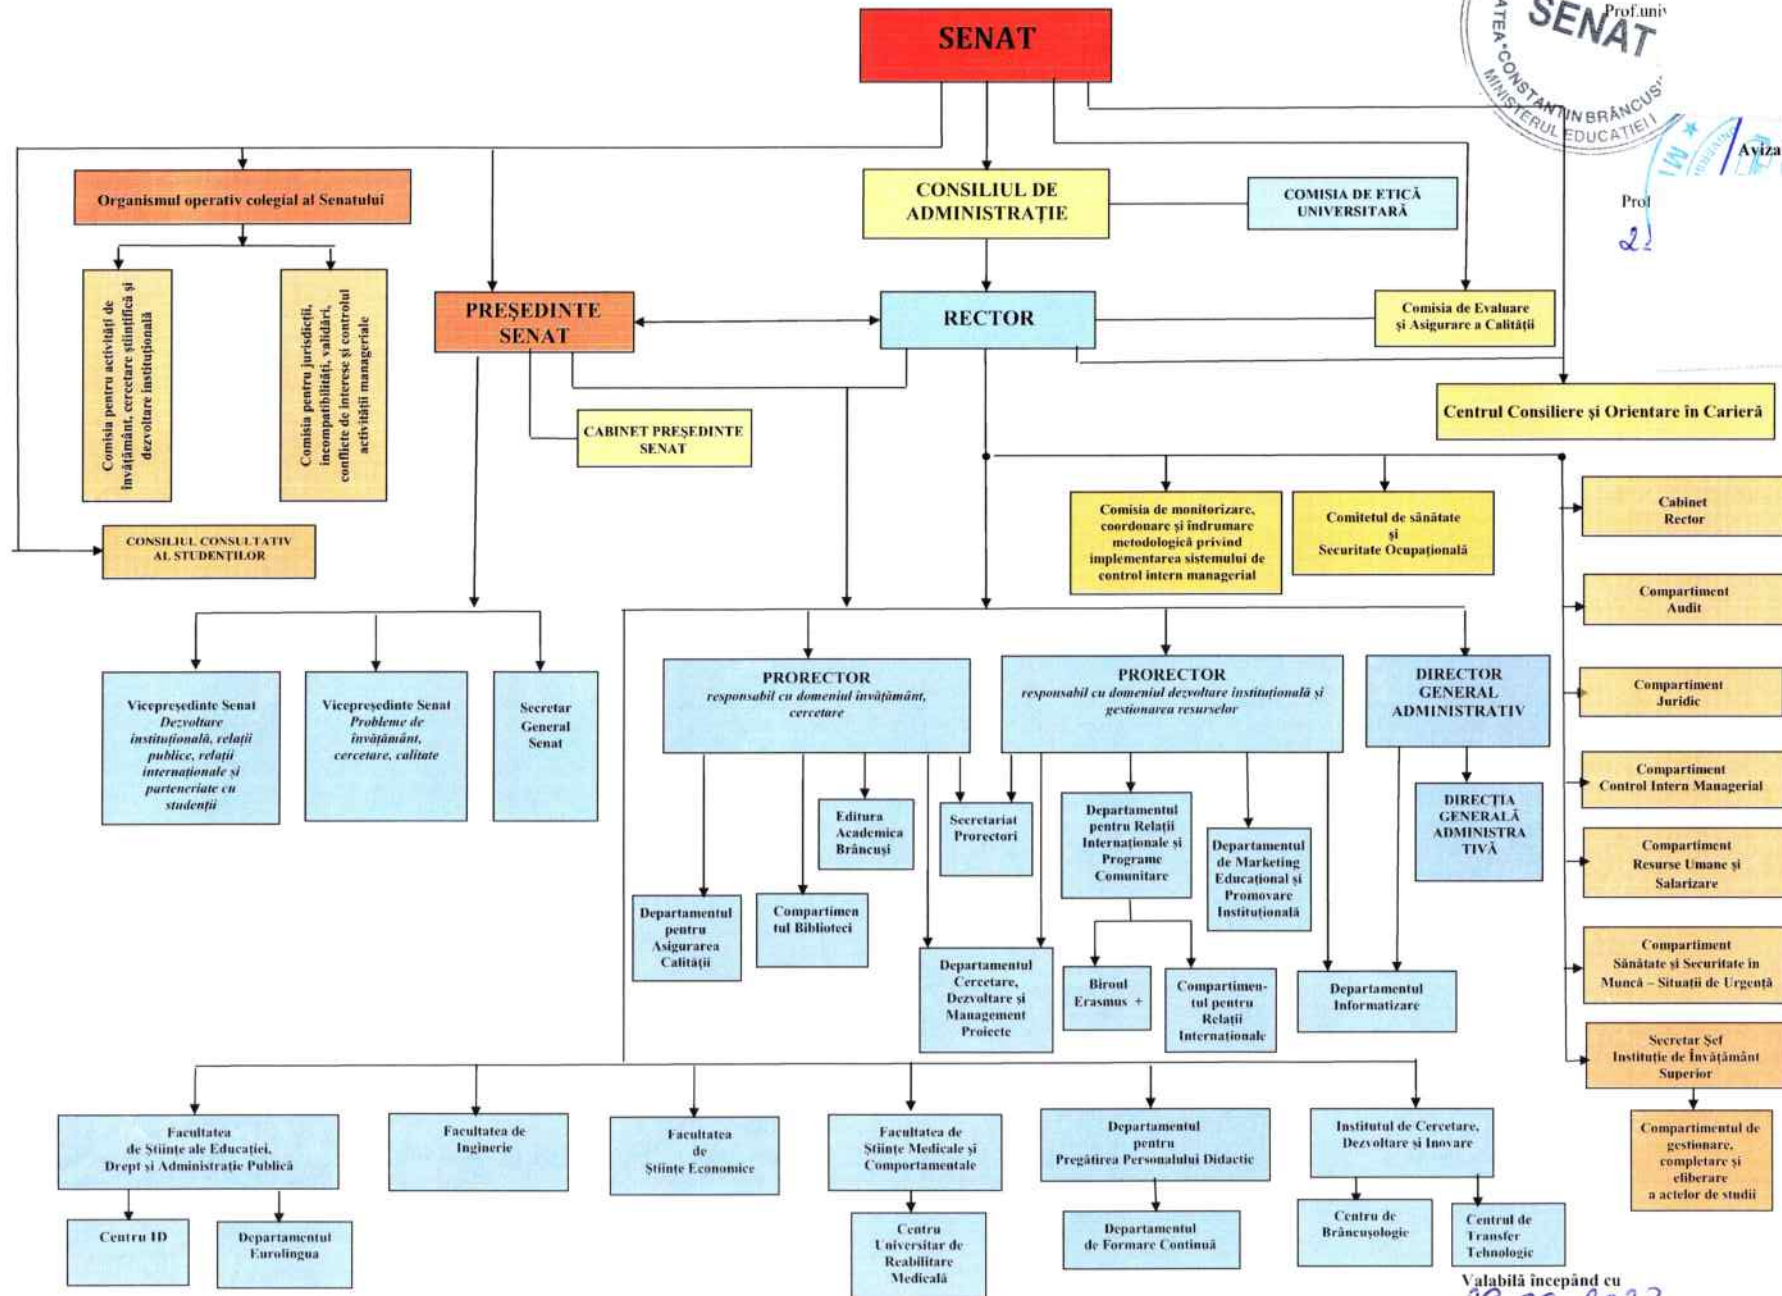 SENAT
Prof.univ
SENAT
ATEA "CONSTANTIN BRÂNCUȘI
MINISTERUL EDUCAȚIEI
Aviza
Prof
Organismul operativ colegial al Senatului
CONSILIUL DE
ADMINISTRAȚIE
COMISIA DE ETICĂ
UNIVERSITARĂ
Comisia pentru activități de
învățământ, cercetare științifică și
dezvoltare instituțională
Comisia pentru jurisdicții,
incompatibilități, validări,
conflicte de interese și controlul
activității manageriale
PREȘEDINTE
SENAT
RECTOR
Comisia de Evaluare
și Asigurare a Calității
CABINET PREȘEDINTE
SENAT
Centrul Consiliere și Orientare în Carieră
CONSILIUL CONSULTATIV
AL STUDENȚILOR
Comisia de monitorizare,
coordonare și îndrumare
metodologică privind
implementarea sistemului de
control intern managerial
Comitetul de sănătate
și
Securitate Ocupațională
Cabinet
Rector
Compartiment
Audit
Compartiment
Juridic
Compartiment
Control Intern Managerial
Compartiment
Resurse Umane și
Salarizare
Compartiment
Sănătate și Securitate în
Muncă – Situații de Urgență
Secretar Șef
Instituție de Învățământ
Superior
Compartimentul de
gestionare,
completare și
eliberare
a actelor de studii
Vicepreședinte Senat
Dezvoltare
instituțională, relații
publice, relații
internaționale și
parteneriate cu
studenții
Vicepreședinte Senat
Probleme de
învățământ,
cercetare, calitate
Secretar
General
Senat
PRORECTOR
responsabil cu domeniul învățământ,
cercetare
PRORECTOR
responsabil cu domeniul dezvoltare instituțională și
gestionarea resurselor
DIRECTOR
GENERAL
ADMINISTRATIV
Editura
Academica
Brâncuși
Secretariat
Prorectori
Departamentul
pentru Relații
Internaționale și
Programe
Comunitare
Departamentul
de Marketing
Educațional și
Promovare
Instituțională
DIRECȚIA
GENERALĂ
ADMINISTRA
TIVĂ
Departamentul
pentru
Asigurarea
Calității
Compartimen
tul Biblioteci
Departamentul
Cercetare,
Dezvoltare și
Management
Proiecte
Biroul
Erasmus +
Compartimen-
tul pentru
Relații
Internaționale
Departamentul
Informatizare
Facultatea
de Științe ale Educației,
Drept și Administrație Publică
Facultatea de
Inginerie
Facultatea
de
Științe Economice
Facultatea de
Științe Medicale și
Comportamentale
Departamentul
pentru
Pregătirea Personalului Didactic
Institutul de Cercetare,
Dezvoltare și Inovare
Centru ID
Departamentul
Eurolingua
Centru
Universitar de
Reabilitare
Medicală
Departamentul
de Formare Continuă
Centru de
Brâncușologie
Centrul de
Transfer
Tehnologic
Valabilă începând cu